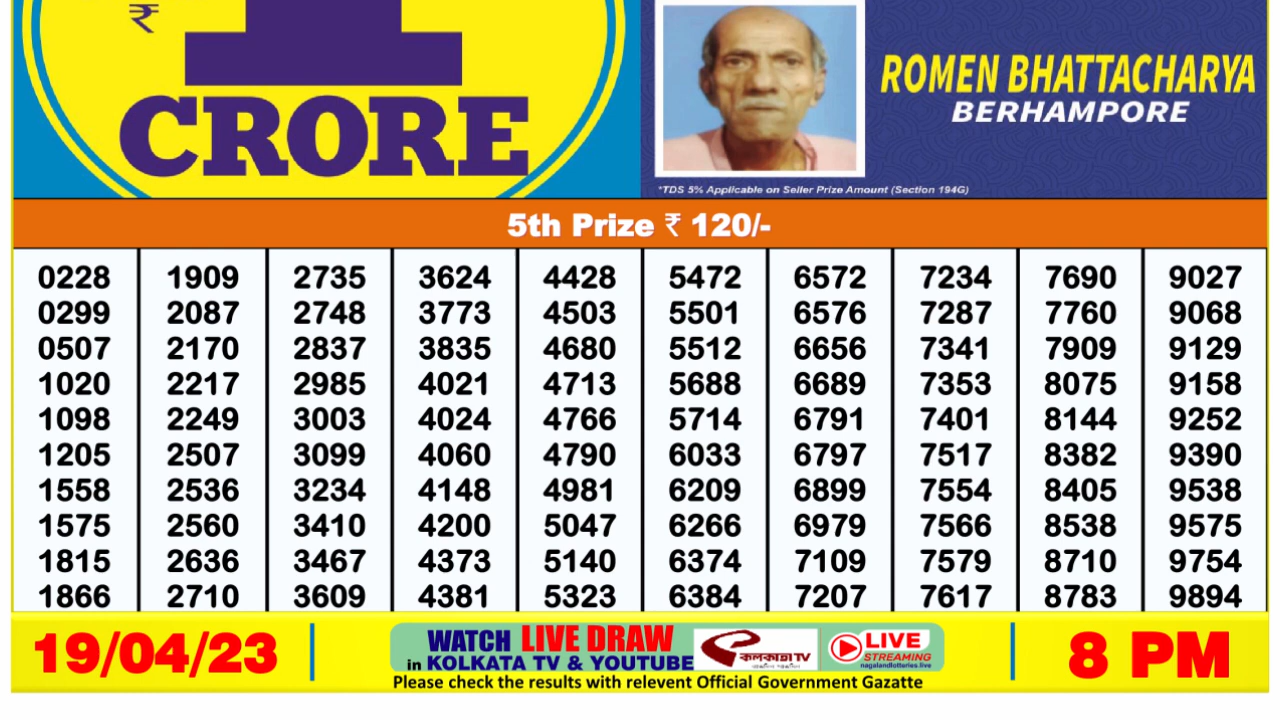 ₹
1
CRORE
ROMEN BHATTACHARYA
BERHAMPORE
*TDS 5% Applicable on Seller Prize Amount (Section 194G)
5th Prize ₹ 120/-
0228 1909 2735 3624 4428 5472 6572 7234 7690 9027
0299 2087 2748 3773 4503 5501 6576 7287 7760 9068
0507 2170 2837 3835 4680 5512 6656 7341 7909 9129
1020 2217 2985 4021 4713 5688 6689 7353 8075 9158
1098 2249 3003 4024 4766 5714 6791 7401 8144 9252
1205 2507 3099 4060 4790 6033 6797 7517 8382 9390
1558 2536 3234 4148 4981 6209 6899 7554 8405 9538
1575 2560 3410 4200 5047 6266 6979 7566 8538 9575
1815 2636 3467 4373 5140 6374 7109 7579 8710 9754
1866 2710 3609 4381 5323 6384 7207 7617 8783 9894
19/04/23
WATCH LIVE DRAW
in KOLKATA TV & YOUTUBE
কলকাতা TV
LIVE
STREAMING
nagalandlotteries.live
8 PM
Please check the results with relevent Official Government Gazatte